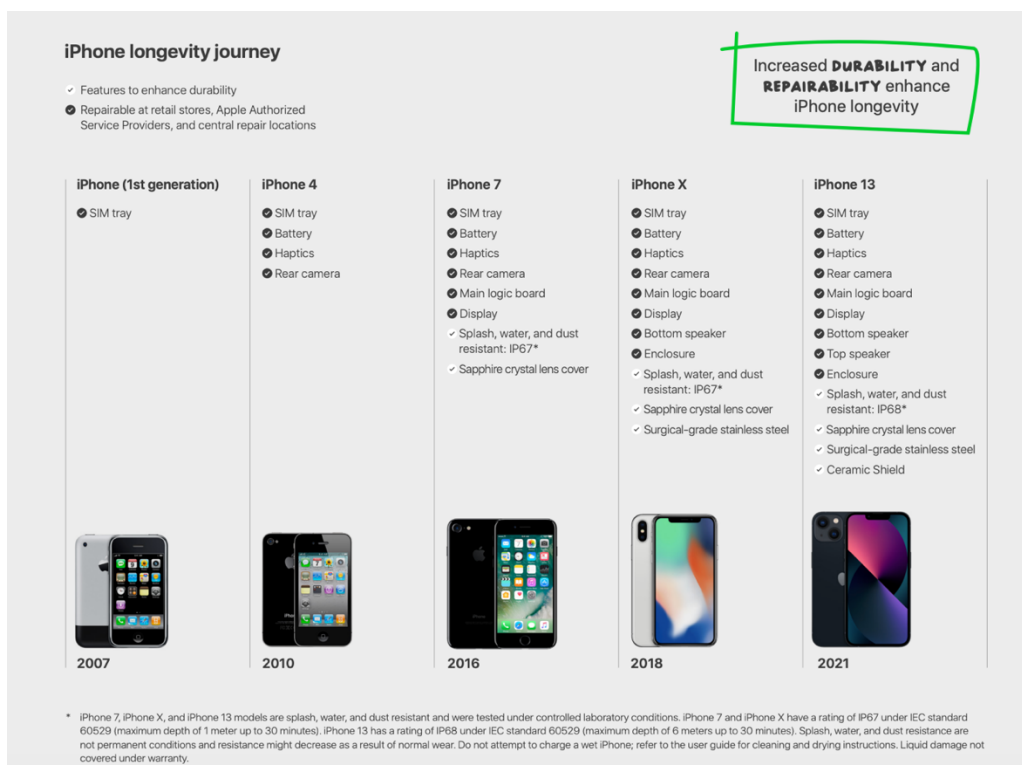 iPhone longevity journey
Features to enhance durability
Repairable at retail stores, Apple Authorized
Service Providers, and central repair locations
Increased DURABILITY and
REPAIRABILITY enhance
iPhone longevity
iPhone (1st generation)
SIM tray
2007
iPhone 4
SIM tray
Battery
Haptics
Rear camera
2010
iPhone 7
SIM tray
Battery
Haptics
Rear camera
Main logic board
Display
Splash, water, and dust
resistant: IP67*
Sapphire crystal lens cover
2016
iPhone X
SIM tray
Battery
Haptics
Rear camera
Main logic board
Display
Bottom speaker
Enclosure
Splash, water, and dust
resistant: IP67*
Sapphire crystal lens cover
Surgical-grade stainless steel
2018
iPhone 13
SIM tray
Battery
Haptics
Rear camera
Main logic board
Display
Bottom speaker
Top speaker
Enclosure
Splash, water, and dust
resistant: IP68*
Sapphire crystal lens cover
Surgical-grade stainless steel
Ceramic Shield
2021
* iPhone 7, iPhone X, and iPhone 13 models are splash, water, and dust resistant and were tested under controlled laboratory conditions. iPhone 7 and iPhone X have a rating of IP67 under IEC standard
60529 (maximum depth of 1 meter up to 30 minutes). iPhone 13 has a rating of IP68 under IEC standard 60529 (maximum depth of 6 meters up to 30 minutes). Splash, water, and dust resistance are
not permanent conditions and resistance might decrease as a result of normal wear. Do not attempt to charge a wet iPhone; refer to the user guide for cleaning and drying instructions. Liquid damage not
covered under warranty.